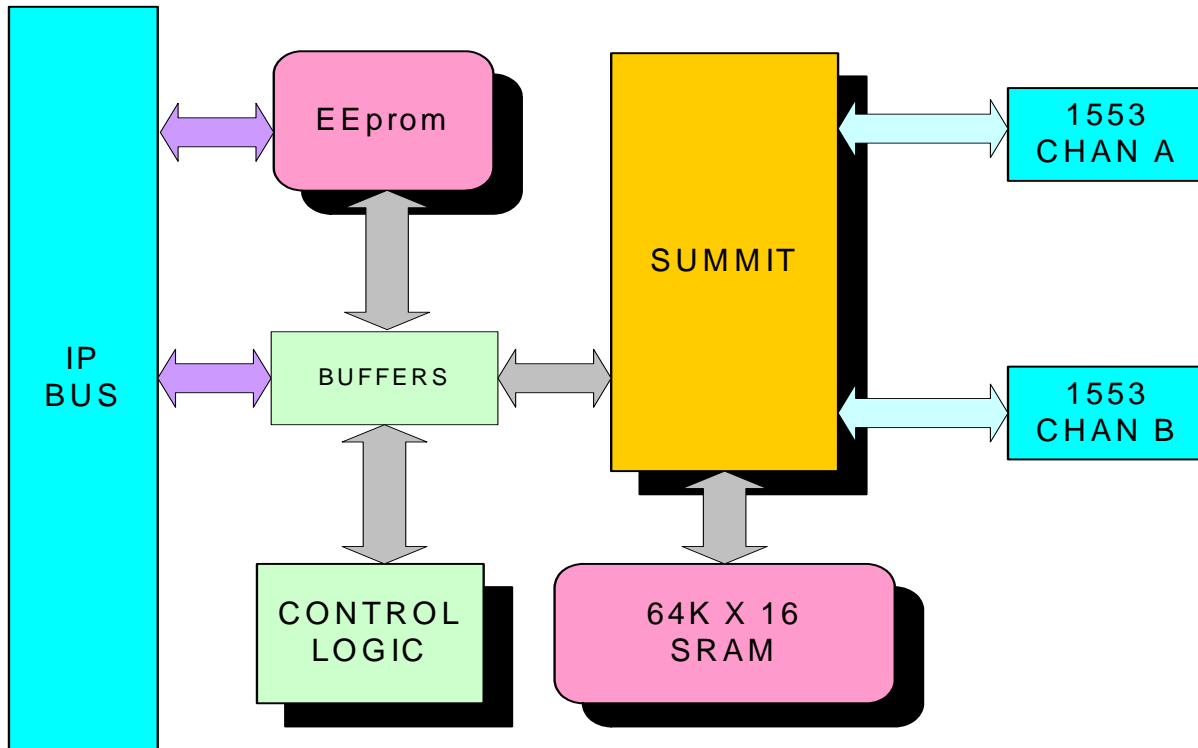 EEprom
1553
CHAN A
SUMMIT
IP
BUS
BUFFERS
1553
CHAN B
CONTROL
LOGIC
64K X 16
SRAM